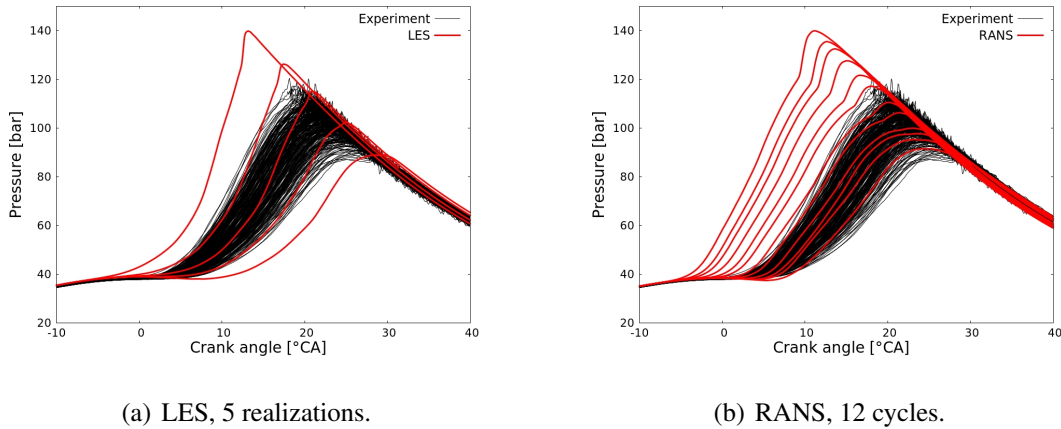 140
120
100
80
60
40
20
-10
0
10
20
30
40
Pressure [bar]
Crank angle [°CA]
Experiment
LES
(a) LES, 5 realizations.
140
120
100
80
60
40
20
-10
0
10
20
30
40
Pressure [bar]
Crank angle [°CA]
Experiment
RANS
(b) RANS, 12 cycles.